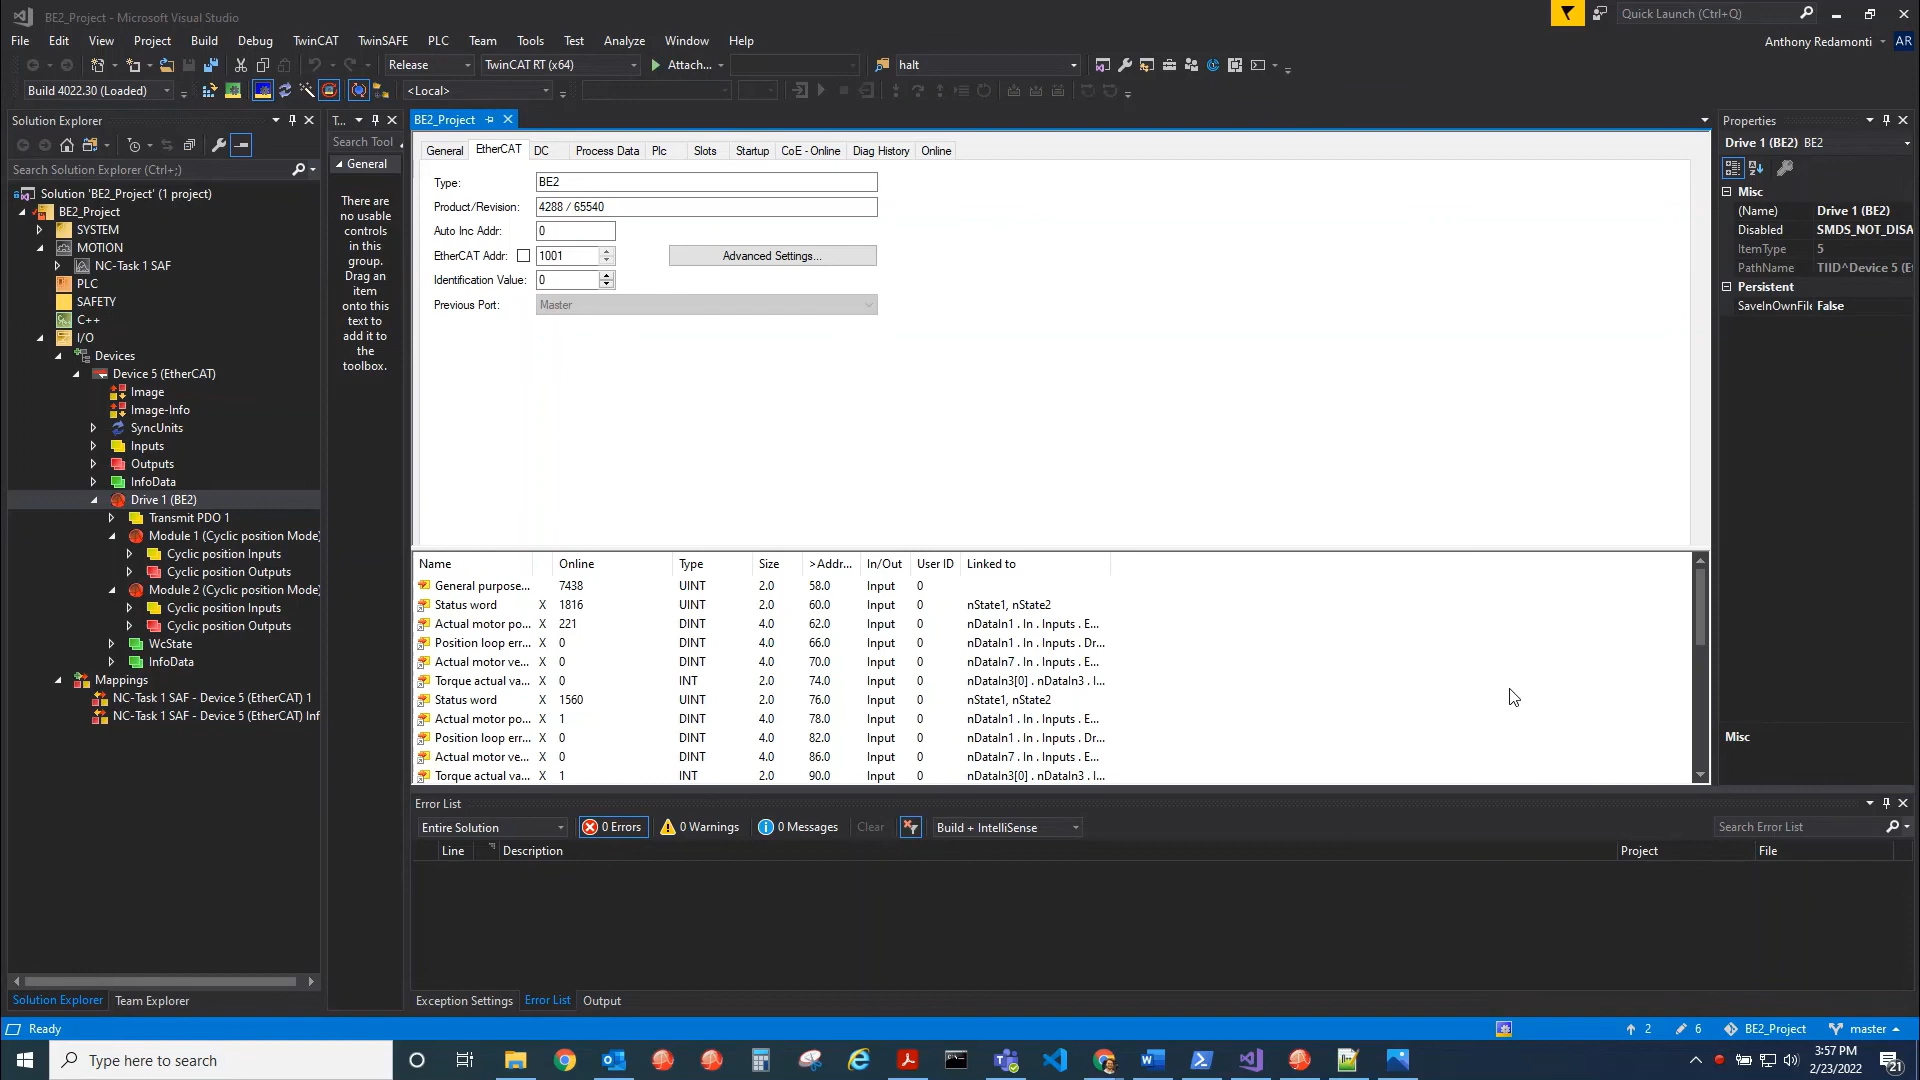 BE2_Project - Microsoft Visual Studio
Quick Launch (Ctrl+Q)
File Edit View Project Build Debug TwinCAT TwinSAFE PLC Team Tools Test Analyze Window Help
Anthony Redamonti AR
Release TwinCAT RT (x64) Attach... halt
Build 4022.30 (Loaded) <Local>
Solution Explorer
Search Solution Explorer (Ctrl+;)
Solution 'BE2_Project' (1 project)
BE2_Project
SYSTEM
MOTION
NC-Task 1 SAF
PLC
SAFETY
C++
I/O
Devices
Device 5 (EtherCAT)
Image
Image-Info
SyncUnits
Inputs
Outputs
InfoData
Drive 1 (BE2)
Transmit PDO 1
Module 1 (Cyclic position Mode)
Cyclic position Inputs
Cyclic position Outputs
Module 2 (Cyclic position Mode)
Cyclic position Inputs
Cyclic position Outputs
WcState
InfoData
Mappings
NC-Task 1 SAF - Device 5 (EtherCAT) 1
NC-Task 1 SAF - Device 5 (EtherCAT) Inf
Solution Explorer Team Explorer
T...
Search Tool
General
There are
no usable
controls
in this
group.
Drag an
item
onto this
text to
add it to
the
toolbox.
BE2_Project
General EtherCAT DC Process Data Plc Slots Startup CoE - Online Diag History Online
Type: BE2
Product/Revision: 4288 / 65540
Auto Inc Addr: 0
EtherCAT Addr: 1001 Advanced Settings...
Identification Value: 0
Previous Port: Master
Name Online Type Size >Addr... In/Out User ID Linked to
General purpose... 7438 UINT 2.0 58.0 Input 0
Status word X 1816 UINT 2.0 60.0 Input 0 nState1, nState2
Actual motor po... X 221 DINT 4.0 62.0 Input 0 nDataIn1 . In . Inputs . E...
Position loop err... X 0 DINT 4.0 66.0 Input 0 nDataIn1 . In . Inputs . Dr...
Actual motor ve... X 0 DINT 4.0 70.0 Input 0 nDataIn7 . In . Inputs . E...
Torque actual va... X 0 INT 2.0 74.0 Input 0 nDataIn3[0] . nDataIn3 . I...
Status word X 1560 UINT 2.0 76.0 Input 0 nState1, nState2
Actual motor po... X 1 DINT 4.0 78.0 Input 0 nDataIn1 . In . Inputs . E...
Position loop err... X 0 DINT 4.0 82.0 Input 0 nDataIn1 . In . Inputs . Dr...
Actual motor ve... X 0 DINT 4.0 86.0 Input 0 nDataIn7 . In . Inputs . E...
Torque actual va... X 1 INT 2.0 90.0 Input 0 nDataIn3[0] . nDataIn3 . I...
Error List
Entire Solution 0 Errors 0 Warnings 0 Messages Clear Build + IntelliSense Search Error List
Line Description Project File
Exception Settings Error List Output
Properties
Drive 1 (BE2) BE2
Misc
(Name) Drive 1 (BE2)
Disabled SMDS_NOT_DISA
ItemType 5
PathName TIID^Device 5 (Et
Persistent
SaveInOwnFile False
Misc
Ready 2 6 BE2_Project master
Type here to search
3:57 PM
2/23/2022
21